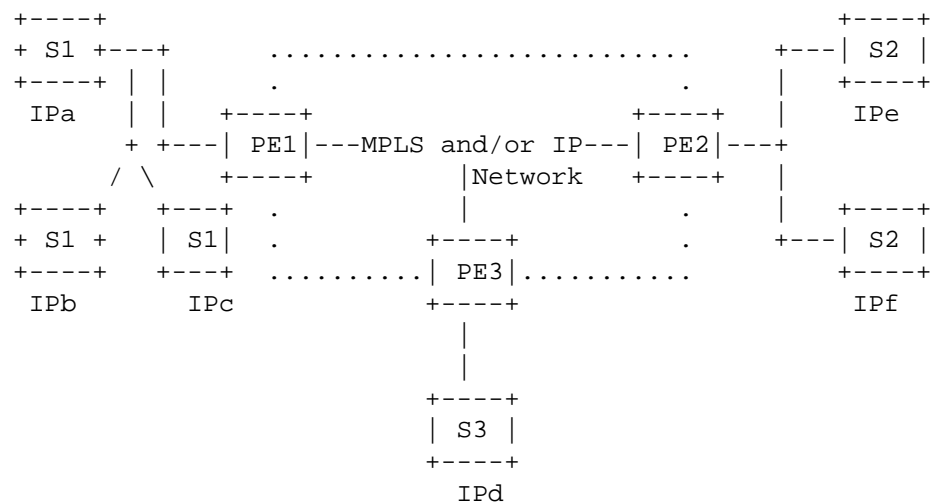 S1 S2
IPa IPe
PE1 MPLS and/or IP PE2
Network
S1 S1 S2
PE3
IPb IPc IPf
S3
IPd